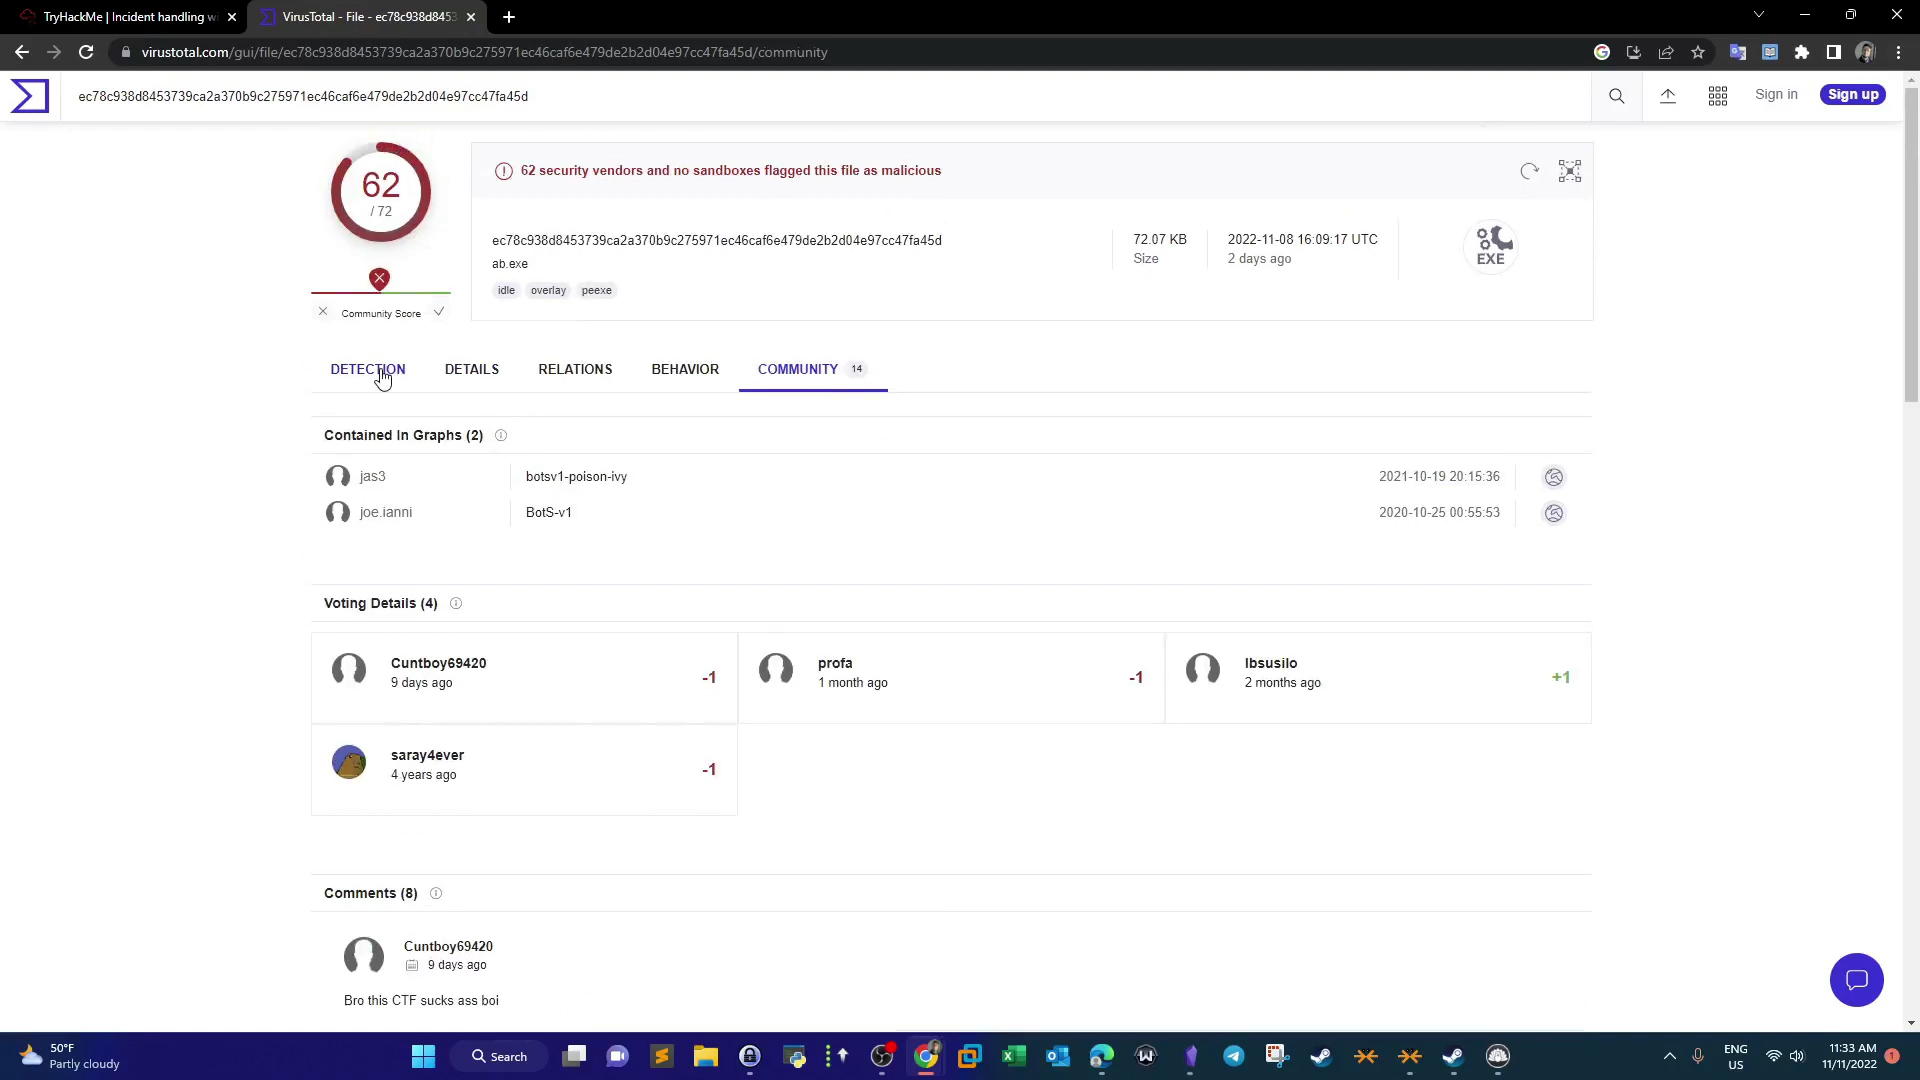 TryHackMe | Incident handling wi
VirusTotal - File - ec78c938d8453
virustotal.com/gui/file/ec78c938d8453739ca2a370b9c275971ec46caf6e479de2b2d04e97cc47fa45d/community
ec78c938d8453739ca2a370b9c275971ec46caf6e479de2b2d04e97cc47fa45d
Sign in
Sign up
62
/ 72
Community Score
62 security vendors and no sandboxes flagged this file as malicious
ec78c938d8453739ca2a370b9c275971ec46caf6e479de2b2d04e97cc47fa45d
ab.exe
idle overlay peexe
72.07 KB
Size
2022-11-08 16:09:17 UTC
2 days ago
EXE
DETECTION DETAILS RELATIONS BEHAVIOR COMMUNITY 14
Contained In Graphs (2)
jas3 botsv1-poison-ivy 2021-10-19 20:15:36
joe.ianni BotS-v1 2020-10-25 00:55:53
Voting Details (4)
Cuntboy69420
9 days ago
-1
profa
1 month ago
-1
lbsusilo
2 months ago
+1
saray4ever
4 years ago
-1
Comments (8)
Cuntboy69420
9 days ago
Bro this CTF sucks ass boi
50°F
Partly cloudy
Search
ENG
US
11:33 AM
11/11/2022
1